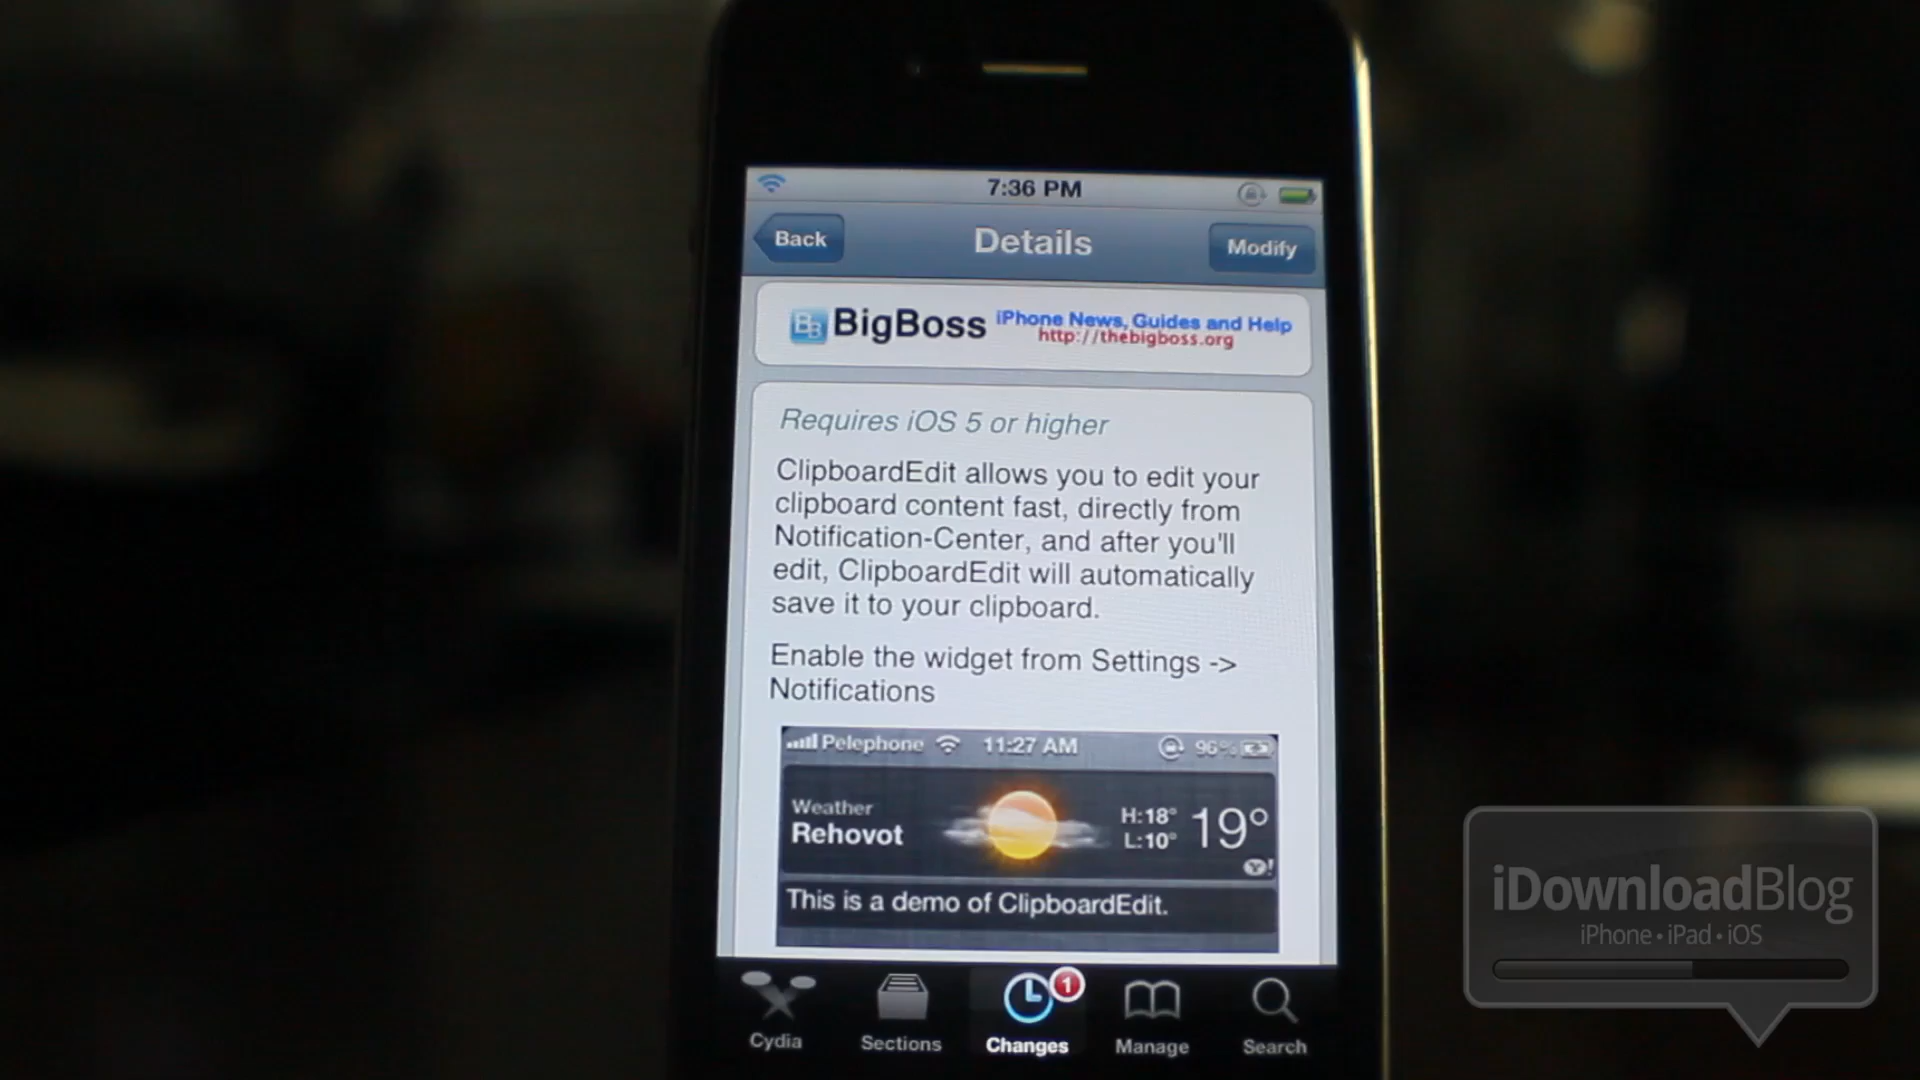 7:36 PM
Back
Details
Modify
BB
BigBoss
iPhone News, Guides and Help
http://thebigboss.org
Requires iOS 5 or higher
ClipboardEdit allows you to edit your
clipboard content fast, directly from
Notification-Center, and after you'll
edit, ClipboardEdit will automatically
save it to your clipboard.
Enable the widget from Settings ->
Notifications
Pelephone 11:27 AM 96%
Weather
Rehovot
H:18°
L:10°
19°
Y!
This is a demo of ClipboardEdit.
Cydia
Sections
1
Changes
Manage
Search
iDownloadBlog
iPhone • iPad • iOS